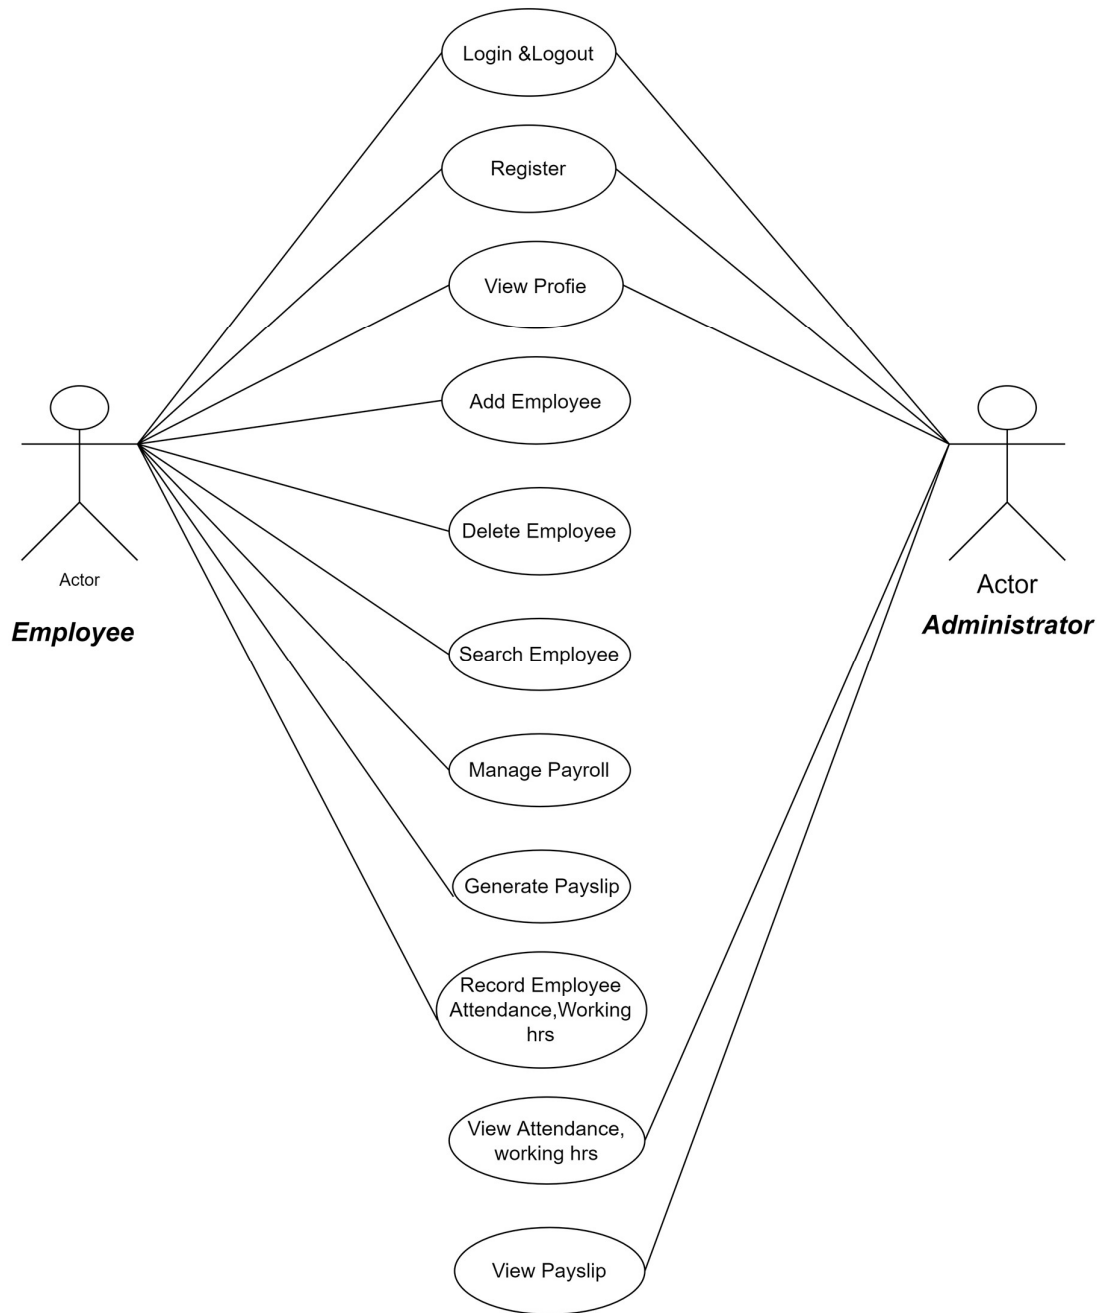 Login &Logout
Register
View Profie
Add Employee
Delete Employee
Actor
Employee
Actor
Administrator
Search Employee
Manage Payroll
Generate Payslip
Record Employee
Attendance,Working
hrs
View Attendance,
working hrs
View Payslip